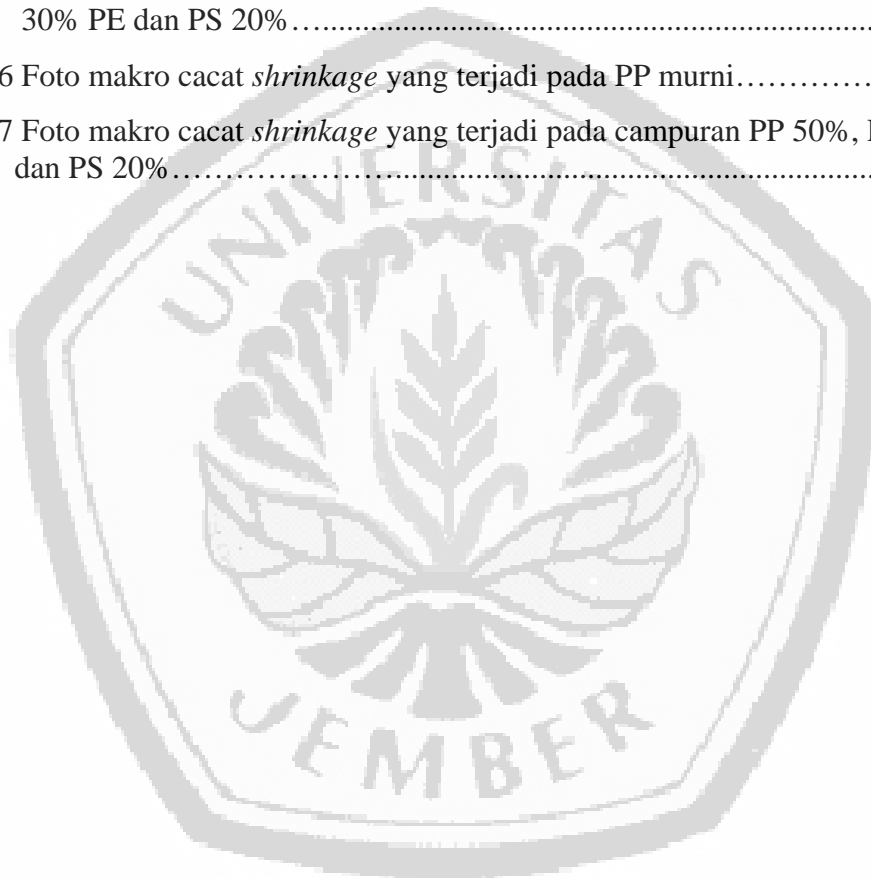 30% PE dan PS 20%…...........................................................................
6 Foto makro cacat shrinkage yang terjadi pada PP murni……………
7 Foto makro cacat shrinkage yang terjadi pada campuran PP 50%,
dan PS 20%…………………..................................................................
UNIVERSITAS
JEMBER